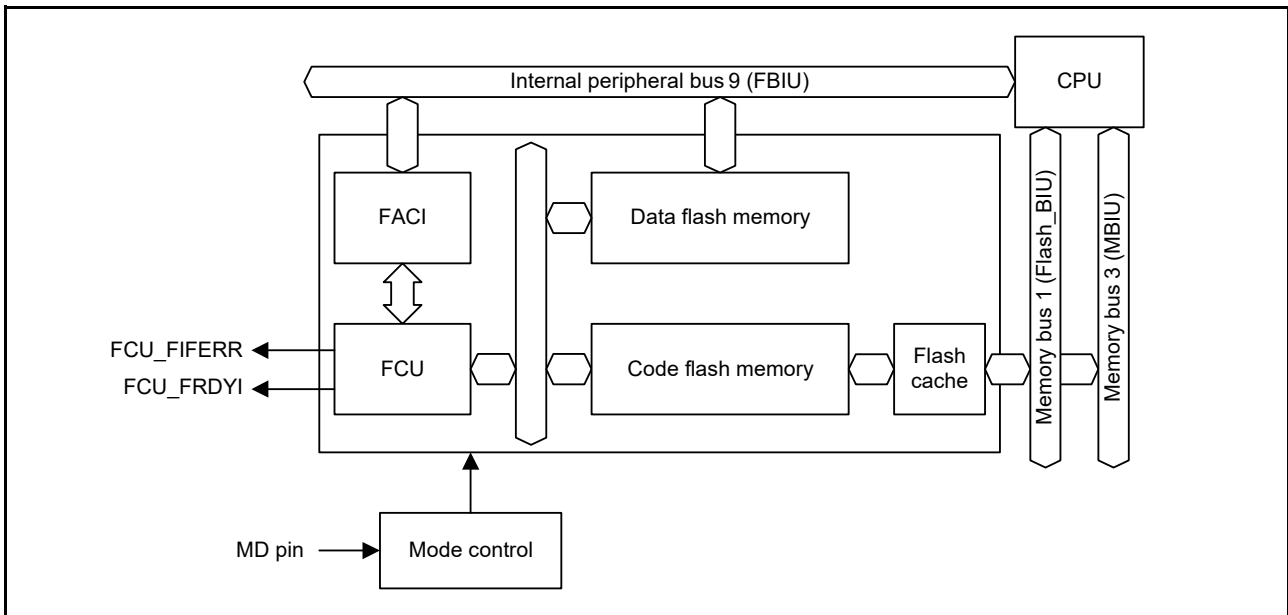 Internal peripheral bus 9 (FBIU)
CPU
FACI
Data flash memory
Memory bus 1 (Flash_BIU)
Memory bus 3 (MBIU)
FCU_FIFERR
FCU_FRDYI
FCU
Code flash memory
Flash
cache
MD pin
Mode control